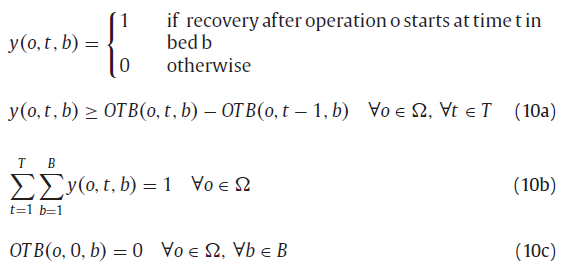 y(o, t, b) = { 1 if recovery after operation o starts at time t in bed b
0 otherwise
y(o, t, b) ≥ OTB(o, t, b) – OTB(o, t – 1, b) ∀o ∈ Ω, ∀t ∈ T (10a)
∑_{t=1}^{T} ∑_{b=1}^{B} y(o, t, b) = 1 ∀o ∈ Ω (10b)
OTB(o, 0, b) = 0 ∀o ∈ Ω, ∀b ∈ B (10c)